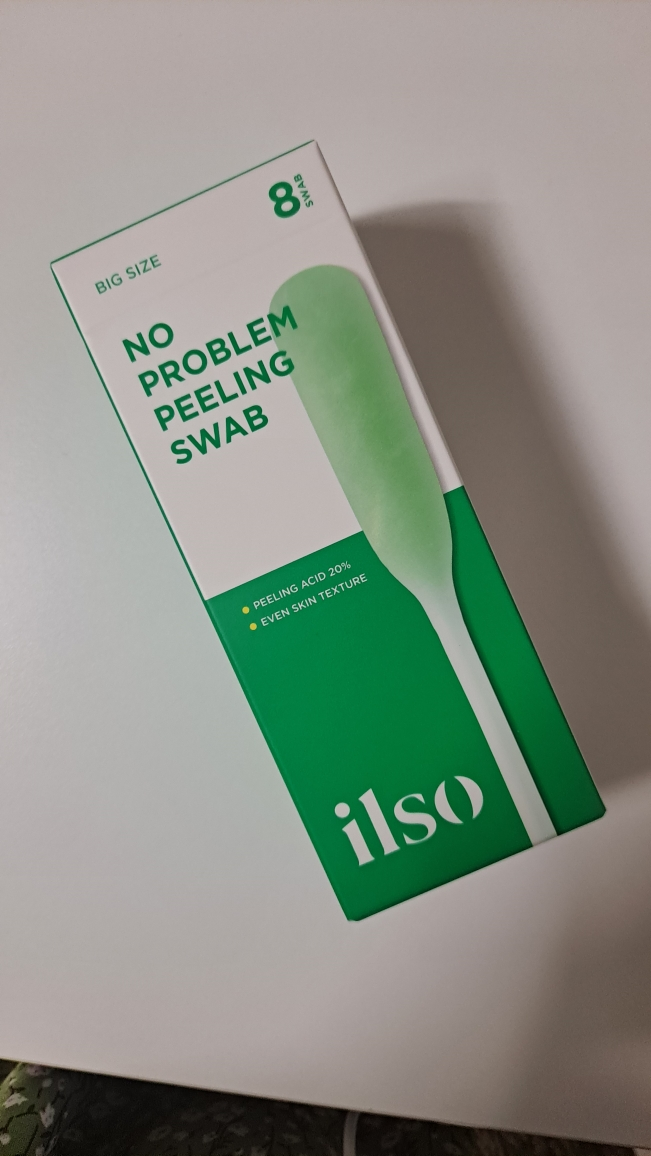 8 SWAB
BIG SIZE
NO
PROBLEM
PEELING
SWAB
PEELING ACID 20%
EVEN SKIN TEXTURE
ilso